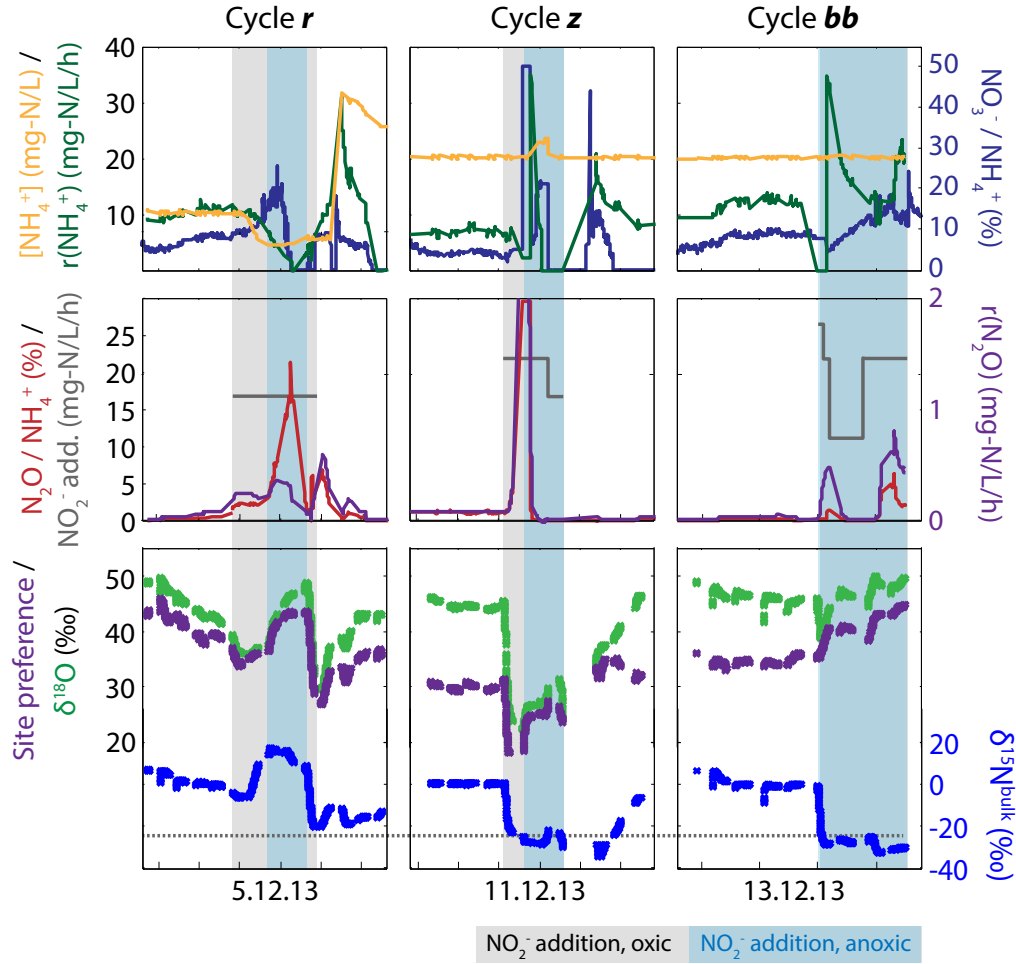 Cycle r
Cycle z
Cycle bb
[NH₄⁺] (mg-N/L) /
r(NH₄⁺) (mg-N/L/h)
40
30
20
10
50
40
30
20
10
0
NO₃⁻ / NH₄⁺ (%)
N₂O / NH₄⁺ (%) /
NO₂⁻ add. (mg-N/L/h)
25
20
15
10
5
0
2
1
0
r(N₂O) (mg-N/L/h)
Site preference /
δ¹⁸O (‰)
50
40
30
20
20
0
-20
-40
δ¹⁵Nᵇᵘˡᵏ (‰)
5.12.13
11.12.13
13.12.13
NO₂⁻ addition, oxic
NO₂⁻ addition, anoxic